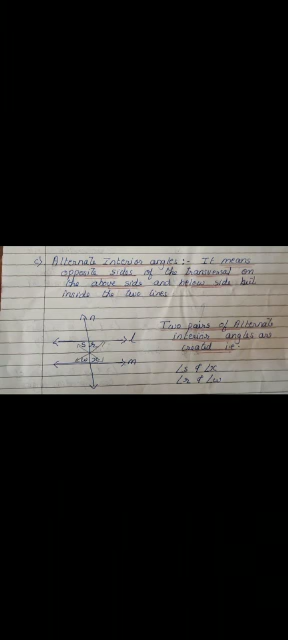 c) Alternate Interior angles :- It means
opposite sides of the transversal on
the above side and below side but
inside the two lines
n
Two pairs of Alternate
l
interior angles are
s r
created i.e-
w x
m
∠s & ∠x
∠r & ∠w